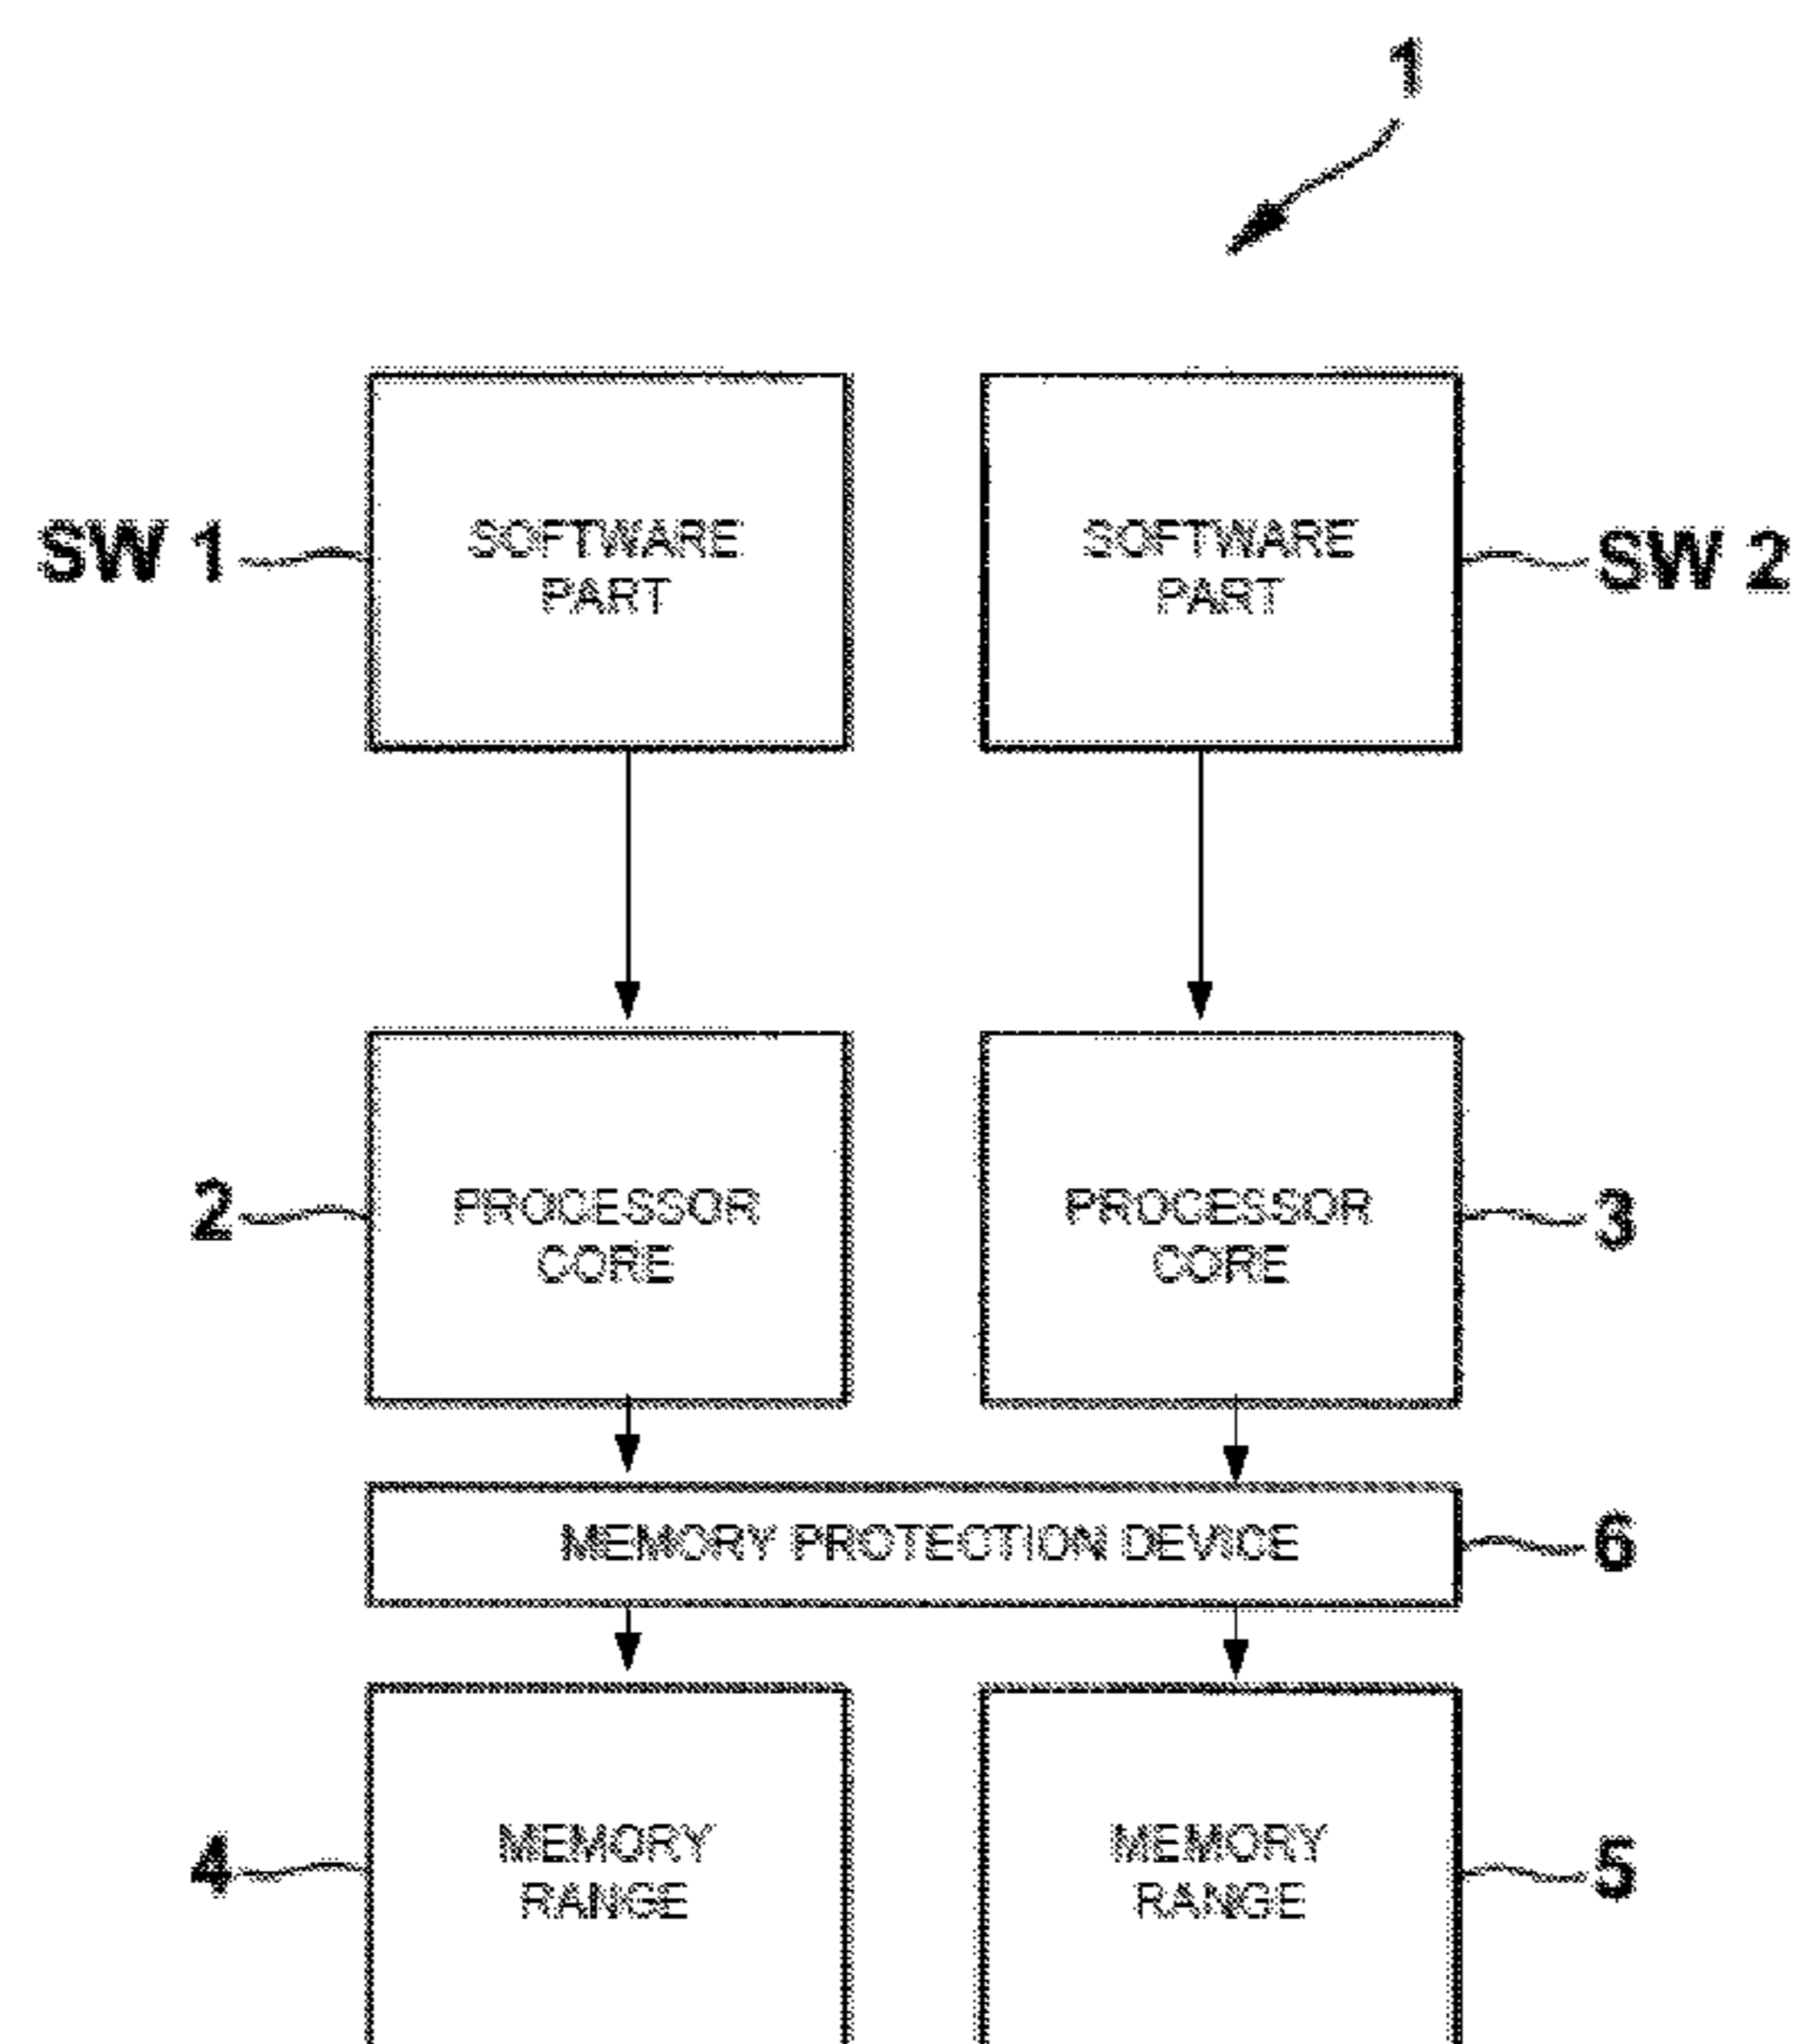 1
SW 1
SOFTWARE
PART
SOFTWARE
PART
SW 2
2
PROCESSOR
CORE
PROCESSOR
CORE
3
MEMORY PROTECTION DEVICE
6
4
MEMORY
RANGE
MEMORY
RANGE
5